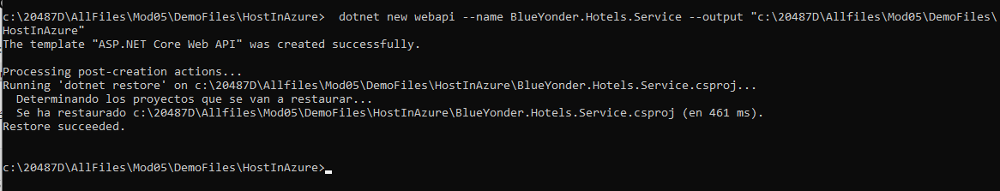 c:\20487D\AllFiles\Mod05\DemoFiles\HostInAzure>  dotnet new webapi --name BlueYonder.Hotels.Service --output "c:\20487D\Allfiles\Mod05\DemoFiles\
HostInAzure"
The template "ASP.NET Core Web API" was created successfully.
Processing post-creation actions...
Running 'dotnet restore' on c:\20487D\Allfiles\Mod05\DemoFiles\HostInAzure\BlueYonder.Hotels.Service.csproj...
  Determinando los proyectos que se van a restaurar...
  Se ha restaurado c:\20487D\Allfiles\Mod05\DemoFiles\HostInAzure\BlueYonder.Hotels.Service.csproj (en 461 ms).
Restore succeeded.
c:\20487D\AllFiles\Mod05\DemoFiles\HostInAzure>